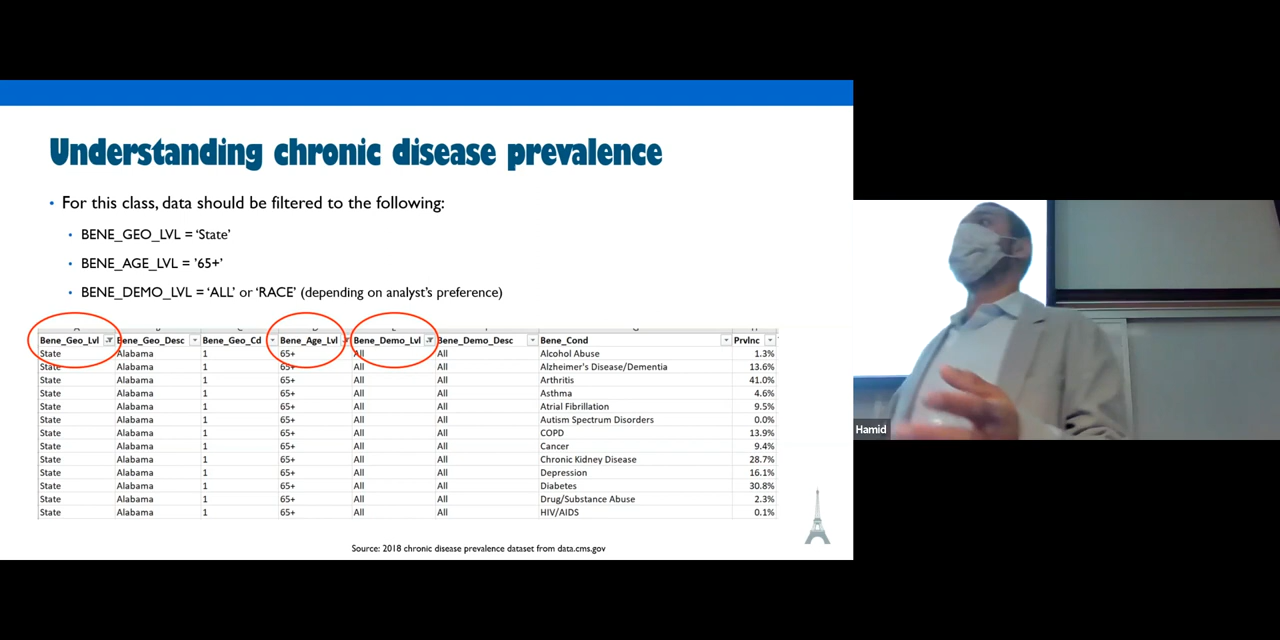 Understanding chronic disease prevalence
• For this class, data should be filtered to the following:
• BENE_GEO_LVL = ‘State’
• BENE_AGE_LVL = ’65+’
• BENE_DEMO_LVL = ‘ALL’ or ‘RACE’ (depending on analyst’s preference)
Bene_Geo_Lvl Bene_Geo_Desc Bene_Geo_Cd Bene_Age_Lvl Bene_Demo_Lvl Bene_Demo_Desc Bene_Cond Prvlnc
State Alabama 1 65+ All All Alcohol Abuse 1.3%
State Alabama 1 65+ All All Alzheimer's Disease/Dementia 13.6%
State Alabama 1 65+ All All Arthritis 41.0%
State Alabama 1 65+ All All Asthma 4.6%
State Alabama 1 65+ All All Atrial Fibrillation 9.5%
State Alabama 1 65+ All All Autism Spectrum Disorders 0.0%
State Alabama 1 65+ All All COPD 13.9%
State Alabama 1 65+ All All Cancer 9.4%
State Alabama 1 65+ All All Chronic Kidney Disease 28.7%
State Alabama 1 65+ All All Depression 16.1%
State Alabama 1 65+ All All Diabetes 30.8%
State Alabama 1 65+ All All Drug/Substance Abuse 2.3%
State Alabama 1 65+ All All HIV/AIDS 0.1%
Source: 2018 chronic disease prevalence dataset from data.cms.gov
Hamid